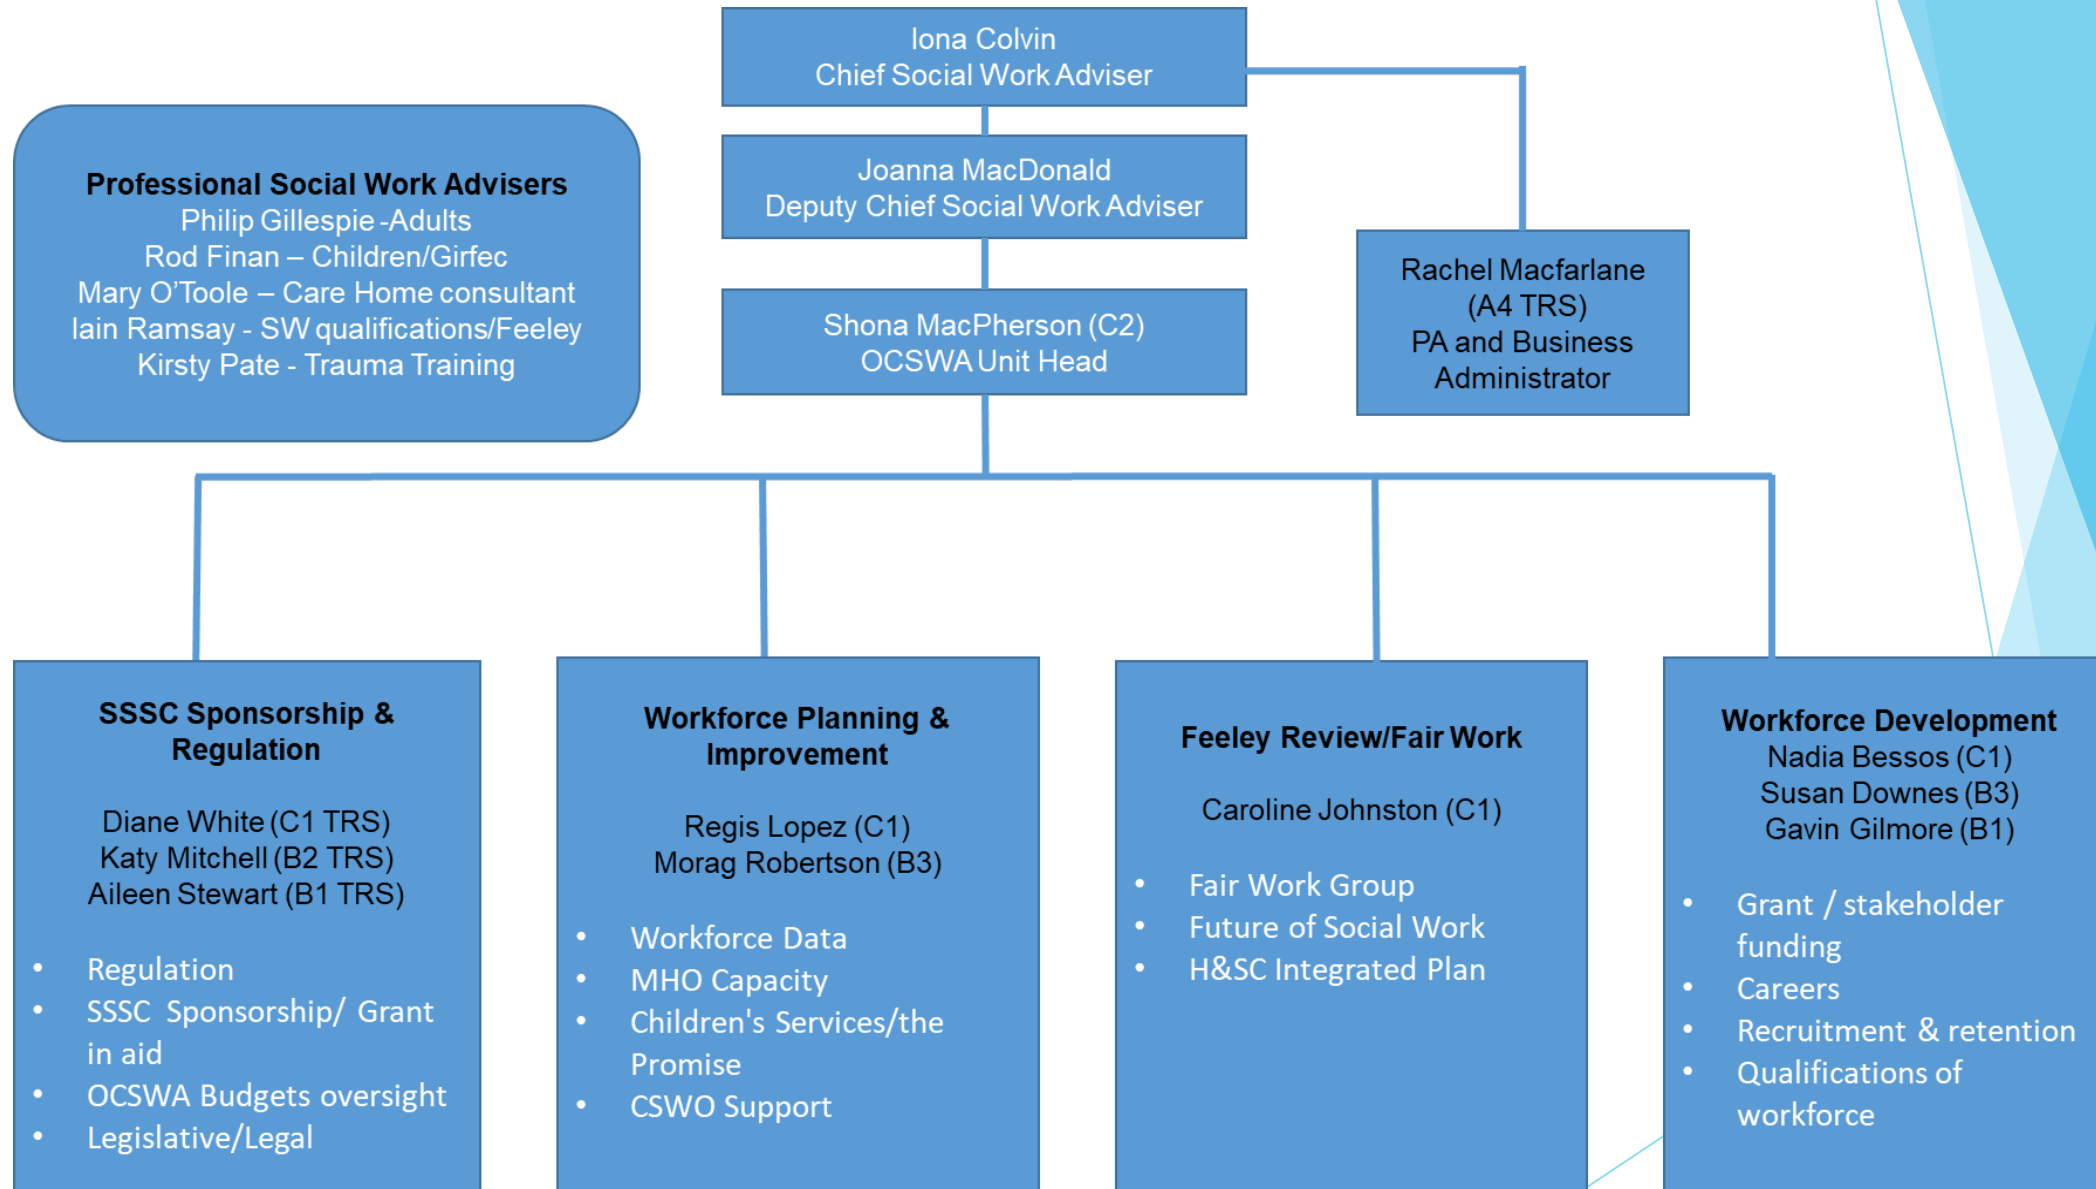 Iona Colvin
Chief Social Work Adviser
Joanna MacDonald
Deputy Chief Social Work Adviser
Professional Social Work Advisers
Philip Gillespie -Adults
Rod Finan – Children/Girfec
Mary O'Toole – Care Home consultant
Iain Ramsay - SW qualifications/Feeley
Kirsty Pate - Trauma Training
Shona MacPherson (C2)
OCSWA Unit Head
Rachel Macfarlane
(A4 TRS)
PA and Business
Administrator
SSSC Sponsorship &
Regulation
Diane White (C1 TRS)
Katy Mitchell (B2 TRS)
Aileen Stewart (B1 TRS)
• Regulation
• SSSC Sponsorship/ Grant
in aid
• OCSWA Budgets oversight
• Legislative/Legal
Workforce Planning &
Improvement
Regis Lopez (C1)
Morag Robertson (B3)
• Workforce Data
• MHO Capacity
• Children's Services/the
Promise
• CSWO Support
Feeley Review/Fair Work
Caroline Johnston (C1)
• Fair Work Group
• Future of Social Work
• H&SC Integrated Plan
Workforce Development
Nadia Bessos (C1)
Susan Downes (B3)
Gavin Gilmore (B1)
• Grant / stakeholder
funding
• Careers
• Recruitment & retention
• Qualifications of
workforce